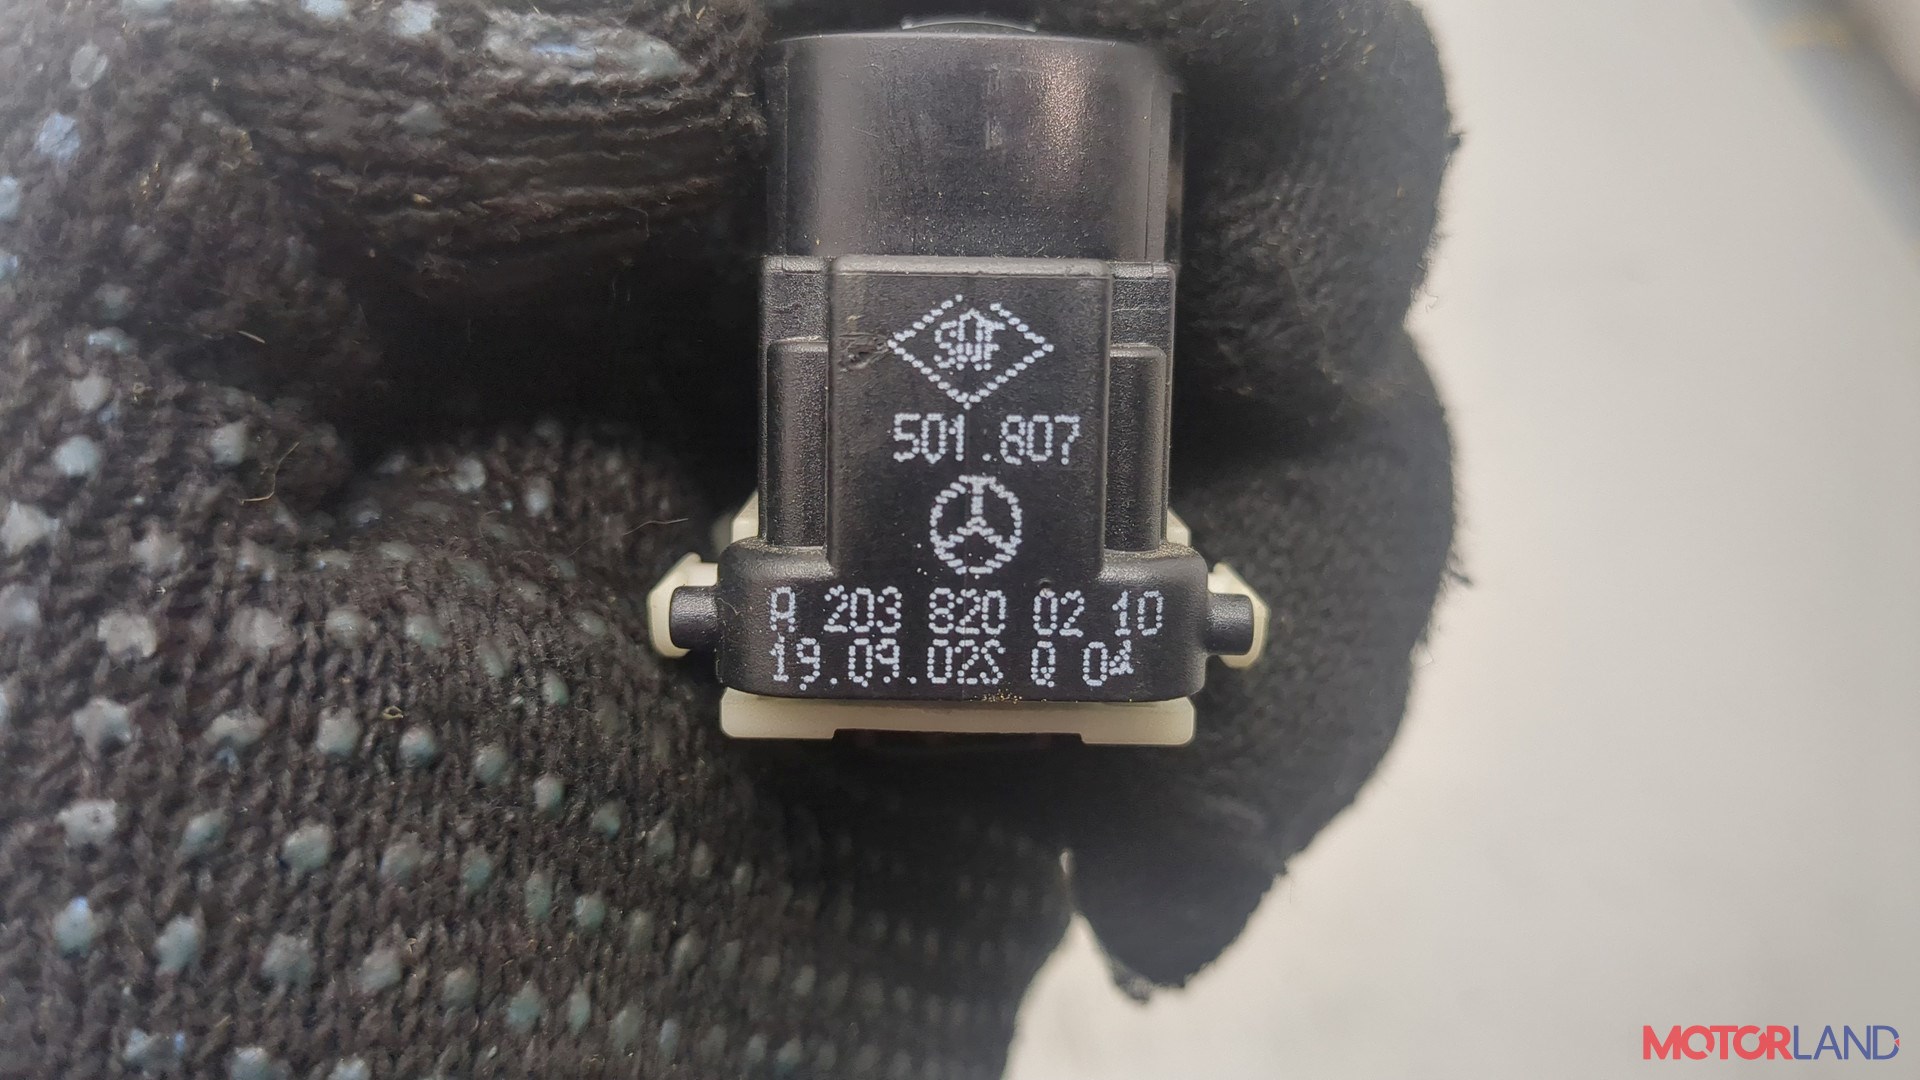 SWF
501.807
A 203 820 02 10
19.09.02S Q 04
MOTORLAND